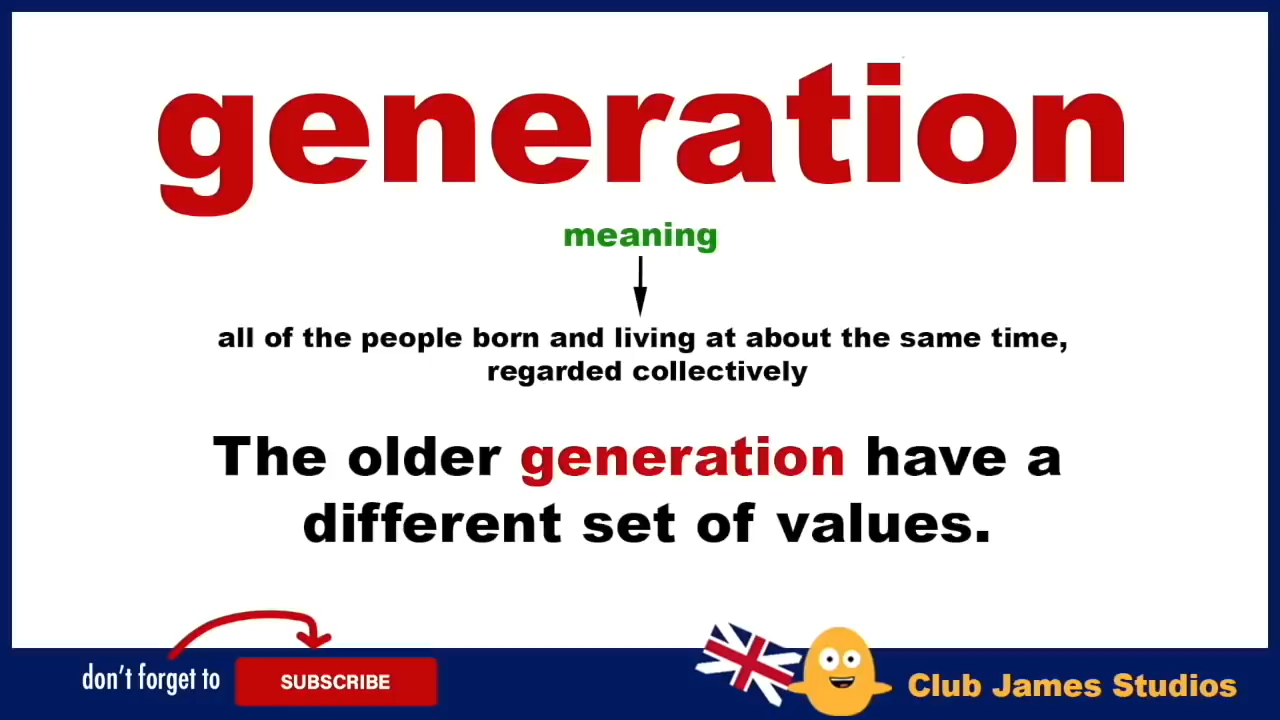 generation
meaning
all of the people born and living at about the same time,
regarded collectively
The older generation have a
different set of values.
don't forget to
SUBSCRIBE
Club James Studios